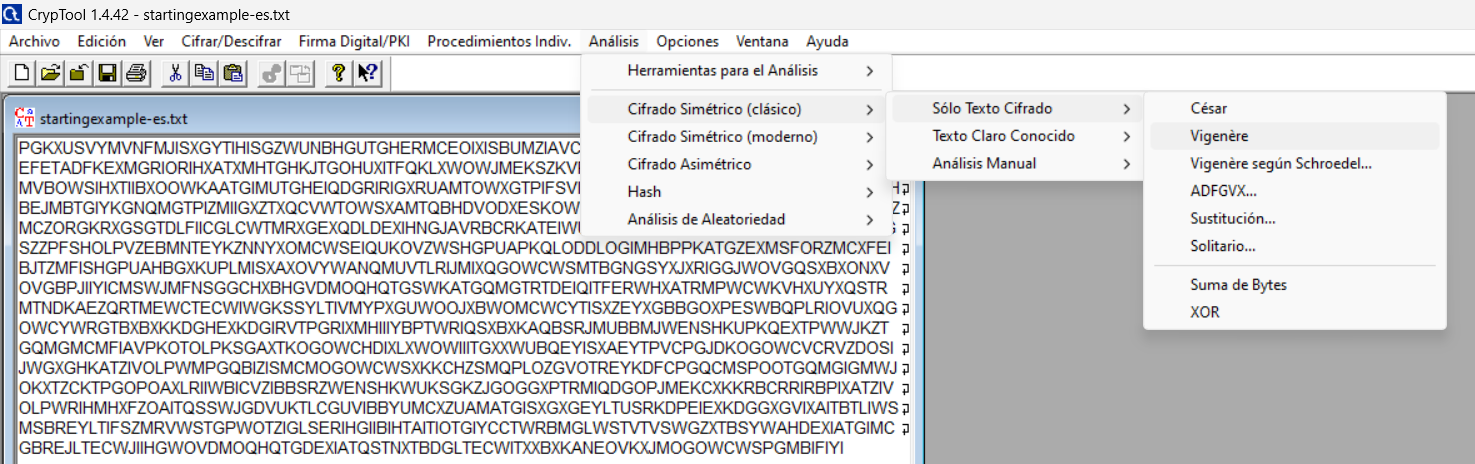 CrypTool 1.4.42 - startingexample-es.txt
Archivo Edición Ver Cifrar/Descifrar Firma Digital/PKI Procedimientos Indiv. Análisis Opciones Ventana Ayuda
Herramientas para el Análisis
Cifrado Simétrico (clásico)
Cifrado Simétrico (moderno)
Cifrado Asimétrico
Hash
Análisis de Aleatoriedad
Sólo Texto Cifrado
Texto Claro Conocido
Análisis Manual
César
Vigenère
Vigenère según Schroedel...
ADFGVX...
Sustitución...
Solitario...
Suma de Bytes
XOR
startingexample-es.txt
PGKXUSVYMVNFMJISXGYTIHISGZWUNBHGUTGHERMCEOIXISBUMZIAVC
EFETADFKEXMGRIORIHXATXMHTGHKJTGOHUXITFQKLXWOWJMEKSZKV
MVBOWSIHXTIIBXOOWKAATGIMUTGHEIQDGRIRIGXRUAMTOWXGTPIFSV
BEJMBTGIYKGNQMGTPIZMIIGXZTXQCVWTOWSXAMTQBHDVODXESKOW
MCZORGKRXGSGTDLFIICGLCWTMRXGEXQDLDEXIHNGJAVRBCRKATEIW
SZZPFSHOLPVZEBMNTEYKZNNYXOMCWSEIQUKOVZWSHGPUAPKQLODDLOGIMHBPPKATGZEXMSFORZMCXFEI
BJTZMFISHGPUAHBGXKUPLMISXAXOVYWANQMUVTLRIJMIXQGOWCWSMTBGNGSYXJXRIGGJWOVGQSXBXONXV
OVGBPJIIYICMSWJMFNSGGCHXBHGVDMOQHQTGSWKATGQMGTRTDEIQITFERWHXATRMPWCWKVHXUYXQSTR
MTNDKAEZQRTMEWCTECWIWGKSSYLTIVMYPXGUWOOJXBWOMCWCYTISXZEYXGBBGOXPESWBQPLRIOVUXQG
OWCYWRGTBXBXKKDGHEXKDGIRVTPGRIXMHIIIYBPTWRIQSXBXKAQBSRJMUBBMJWENSHKUPKQEXTPWWJKZT
GQMGMCMFIAVPKOTOLPKSGAXTKOGOWCHDIXLXWOWIIITGXXWUBQEYISXAEYTPVCPGJDKOGOWCVCRVZDOSI
JWGXGHKATZIVOLPWMPGQBIZISMCMOGOWCWSXKKCHZSMQPLOZGVOTREYKDFCPGQCMSPOOTGQMGIGMWJ
OKXTZCKTPGOPOAXLRIIWBICVZIBBSRZWENSHKWUKSGKZJGOGGXPTRMIQDGOPJMEKCXKKRBCRRIRBPIXATZIV
OLPWRIHMHXFZOAITQSSWJGDVUKTLCGUVIBBYUMCXZUAMATGISXGXGEYLTUSRKDPEIEXKDGGXGVIXAITBTLIWS
MSBREYLTIFSZMRVWSTGPWOTZIGLSERIHGIIBIHTAITIOTGIYCCTWRBMGLWSTVTVSWGZXTBSYWAHDEXIATGIMC
GBREJLTECWJIIHGWOVDMOQHQTGDEXIATQSTNXTBDGLTECWITXXBXKANEOVKXJMOGOWCWSPGMBIFIYI